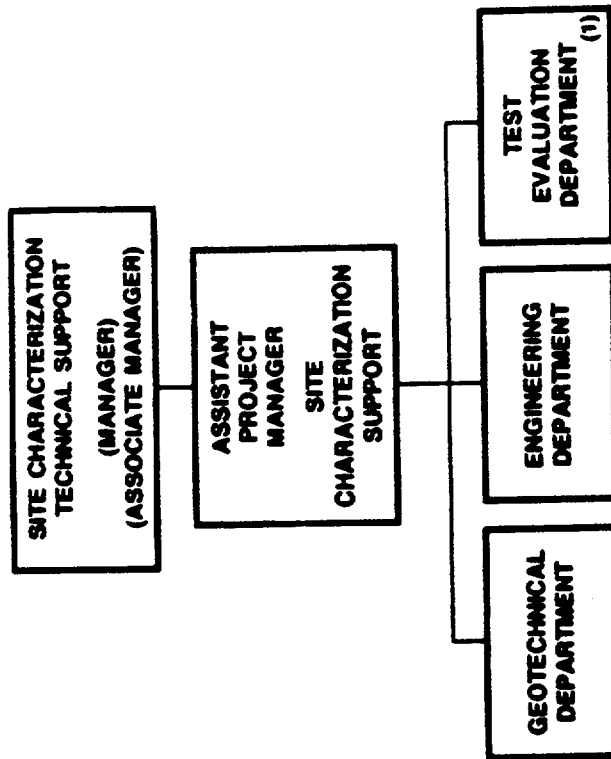 SITE CHARACTERIZATION
TECHNICAL SUPPORT
(MANAGER)
(ASSOCIATE MANAGER)
ASSISTANT
PROJECT
MANAGER
SITE
CHARACTERIZATION
SUPPORT
GEOTECHNICAL
DEPARTMENT
ENGINEERING
DEPARTMENT
TEST
EVALUATION
DEPARTMENT
(1)